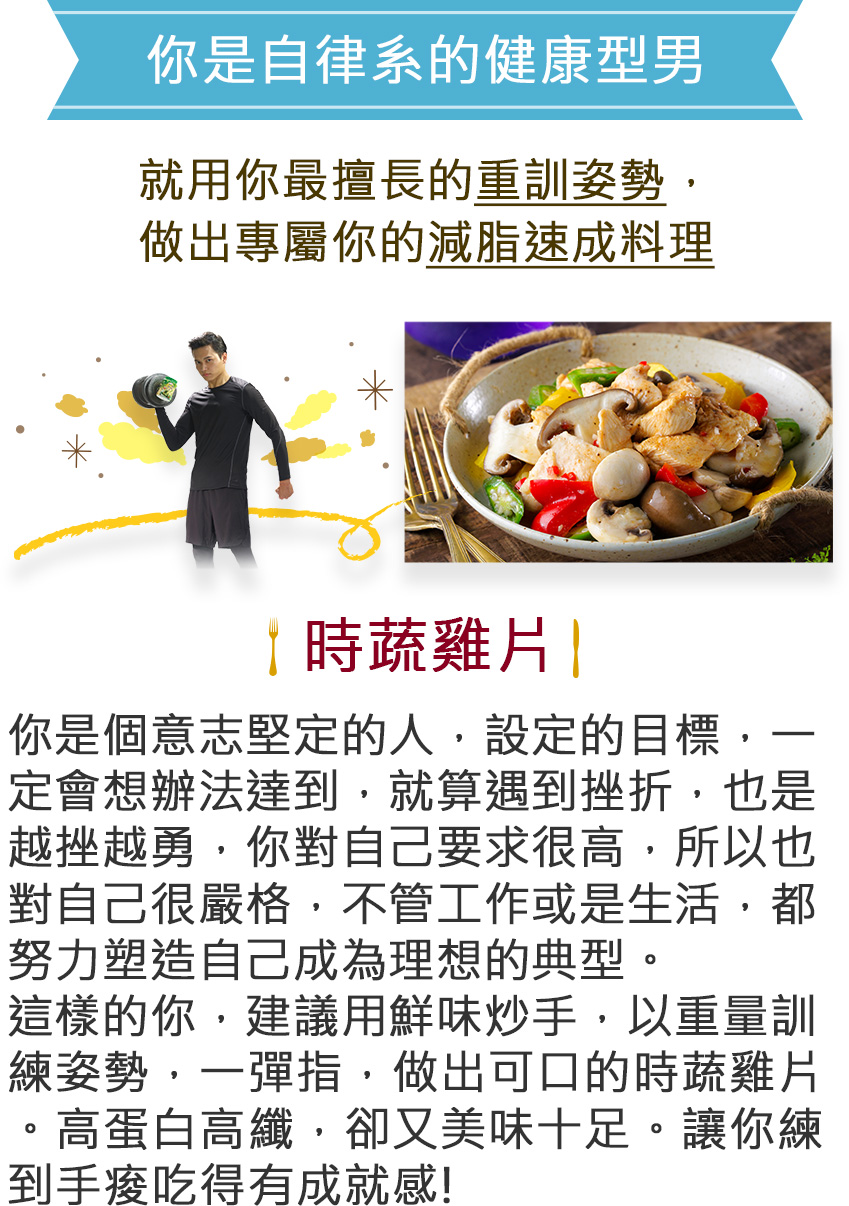 你是自律系的健康型男
就用你最擅長的重訓姿勢，
做出專屬你的減脂速成料理
時蔬雞片
你是個意志堅定的人，設定的目標，一
定會想辦法達到，就算遇到挫折，也是
越挫越勇，你對自己要求很高，所以也
對自己很嚴格，不管工作或是生活，都
努力塑造自己成為理想的典型。
這樣的你，建議用鮮味炒手，以重量訓
練姿勢，一彈指，做出可口的時蔬雞片
。高蛋白高纖，卻又美味十足。讓你練
到手痠吃得有成就感!